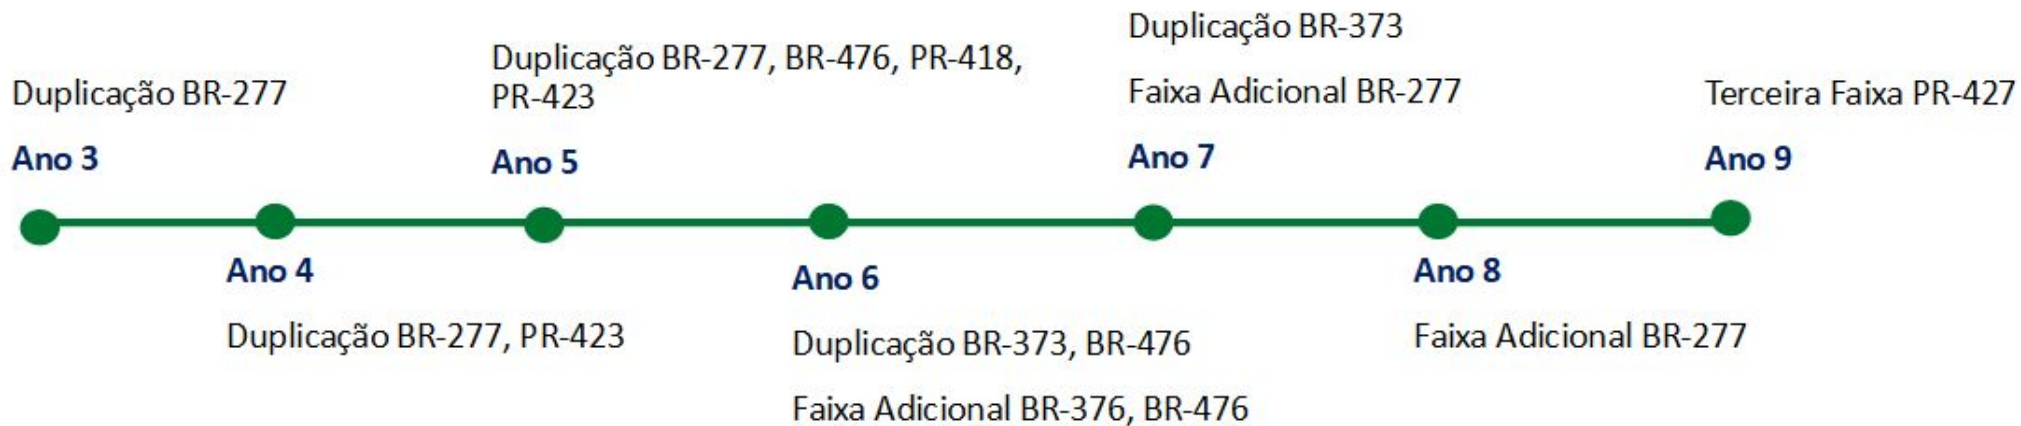 Duplicação BR-277
Ano 3
Ano 4
Duplicação BR-277, PR-423
Duplicação BR-277, BR-476, PR-418,
PR-423
Ano 5
Ano 6
Duplicação BR-373, BR-476
Faixa Adicional BR-376, BR-476
Duplicação BR-373
Faixa Adicional BR-277
Ano 7
Ano 8
Faixa Adicional BR-277
Terceira Faixa PR-427
Ano 9